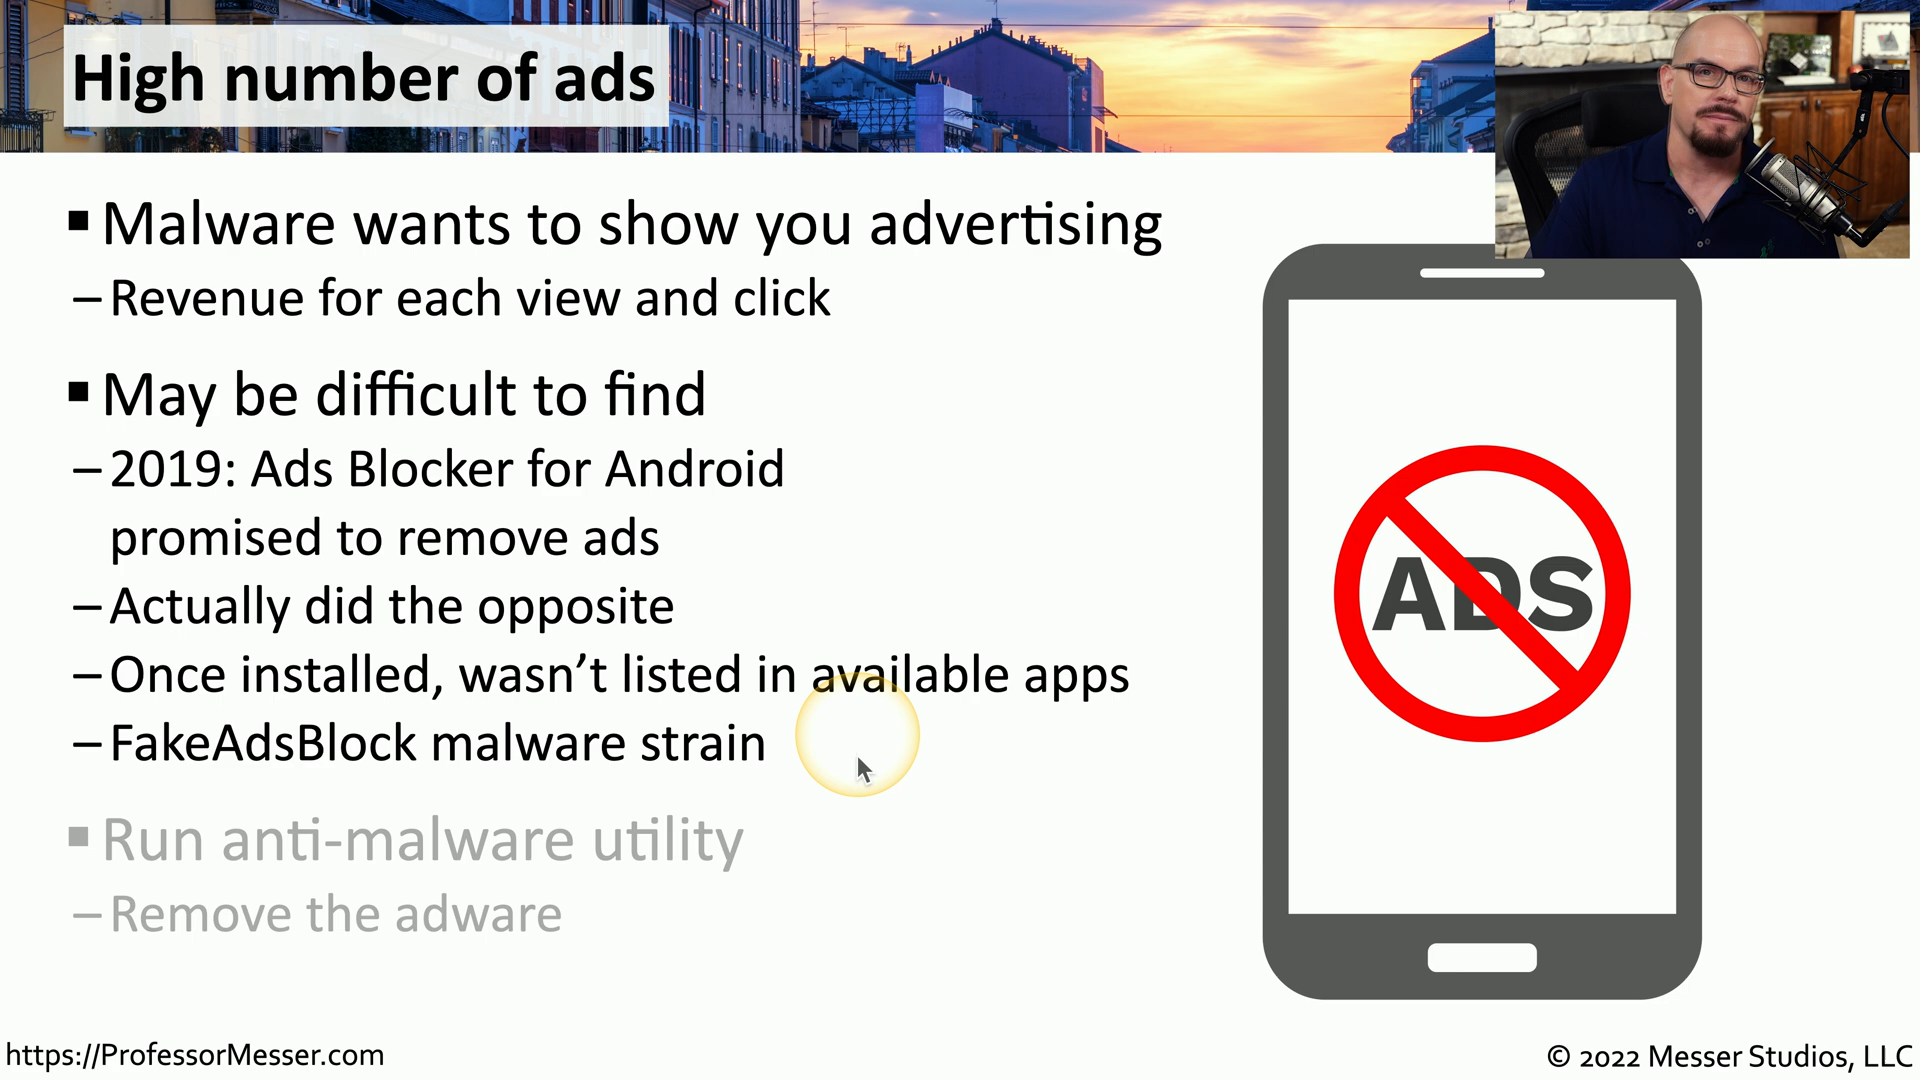 High number of ads
▪ Malware wants to show you advertising
– Revenue for each view and click
▪ May be difficult to find
– 2019: Ads Blocker for Android
promised to remove ads
– Actually did the opposite
– Once installed, wasn’t listed in available apps
– FakeAdsBlock malware strain
▪ Run anti-malware utility
– Remove the adware
ADS
https://ProfessorMesser.com
© 2022 Messer Studios, LLC